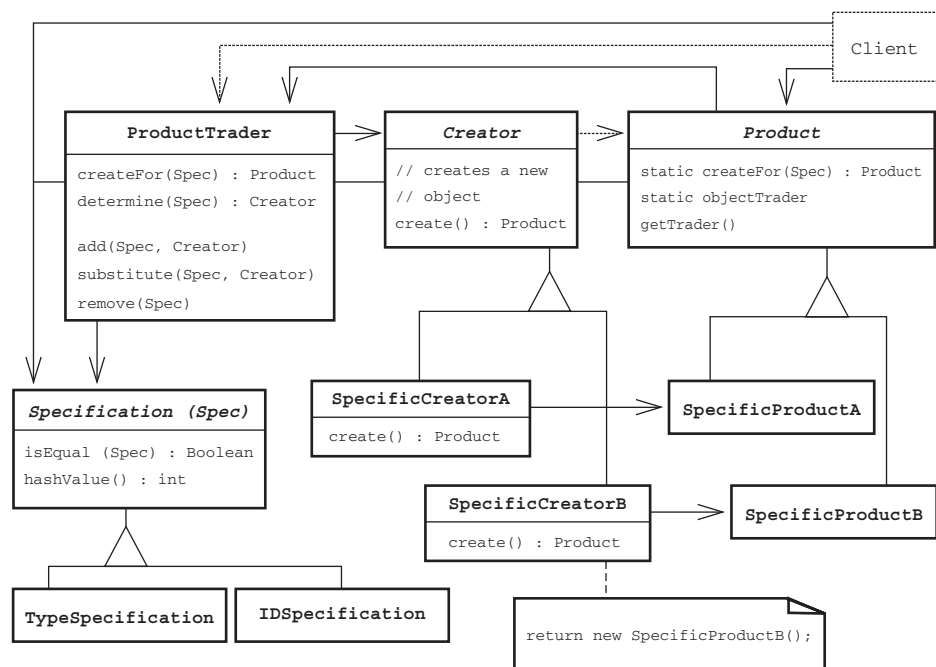 Client
ProductTrader
createFor(Spec) : Product
determine(Spec) : Creator
add(Spec, Creator)
substitute(Spec, Creator)
remove(Spec)
Creator
// creates a new
// object
create() : Product
Product
static createFor(Spec) : Product
static objectTrader
getTrader()
Specification (Spec)
isEqual (Spec) : Boolean
hashValue() : int
SpecificCreatorA
create() : Product
SpecificProductA
SpecificCreatorB
create() : Product
SpecificProductB
TypeSpecification
IDSpecification
return new SpecificProductB();